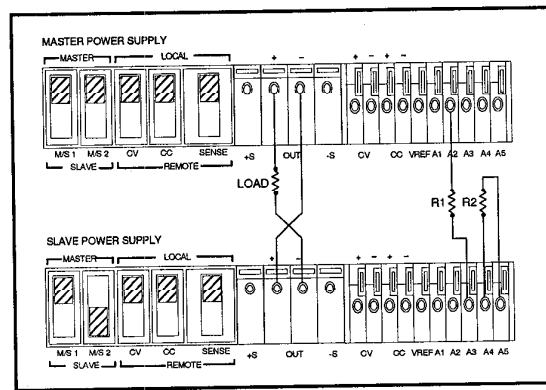 MASTER POWER SUPPLY
MASTER LOCAL
+ - + - + -
M/S 1 M/S 2 CV CC SENSE +S OUT -S CV CC VREF A1 A2 A3 A4 A5
SLAVE REMOTE
LOAD R1 R2
SLAVE POWER SUPPLY
MASTER LOCAL
+ - + - + -
M/S 1 M/S 2 CV CC SENSE +S OUT -S CV CC VREF A1 A2 A3 A4 A5
SLAVE REMOTE